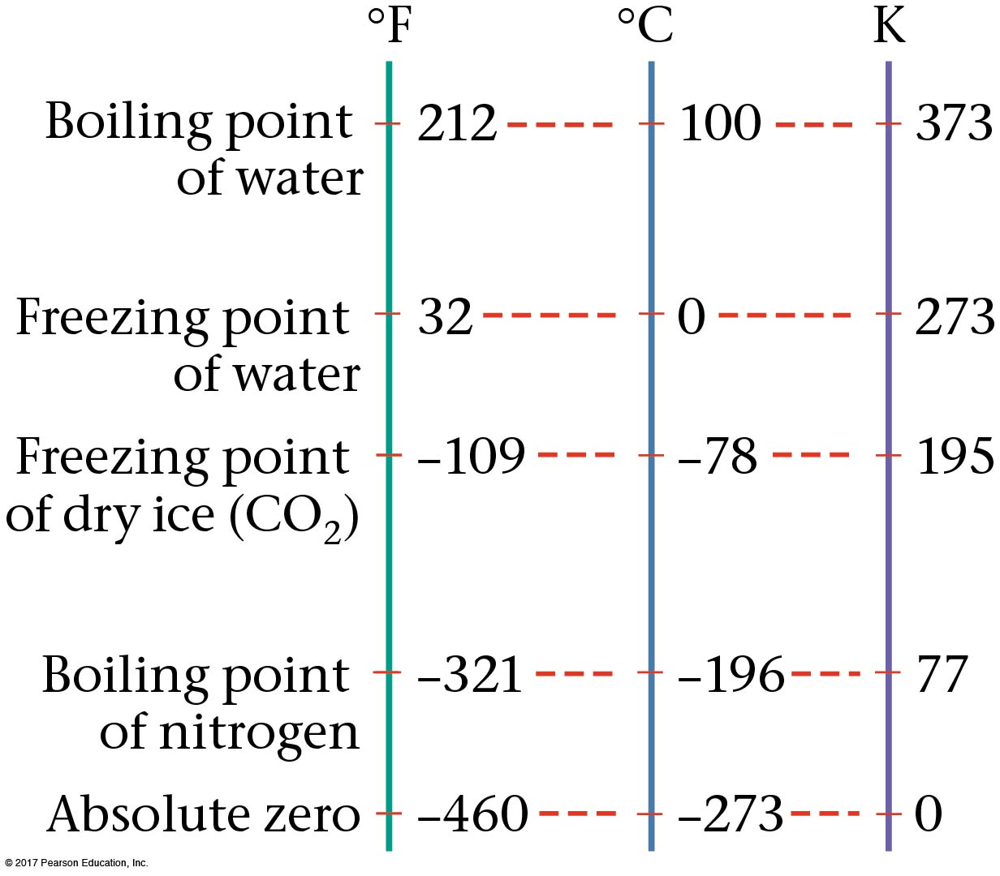 °F °C K
Boiling point 212 100 373
of water
Freezing point 32 0 273
of water
Freezing point –109 –78 195
of dry ice (CO₂)
Boiling point –321 –196 77
of nitrogen
Absolute zero –460 –273 0
© 2017 Pearson Education, Inc.